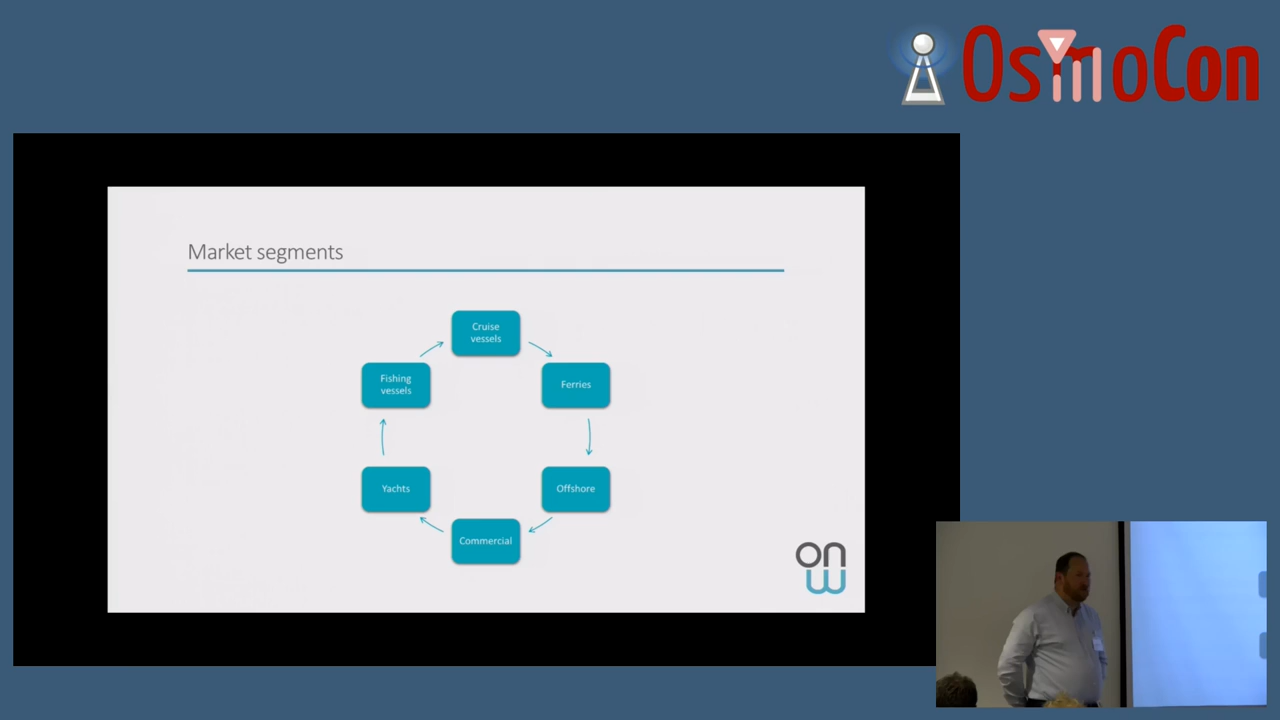 OsmoCon
Market segments
Cruise
vessels
Ferries
Offshore
Commercial
Yachts
Fishing
vessels
on
w